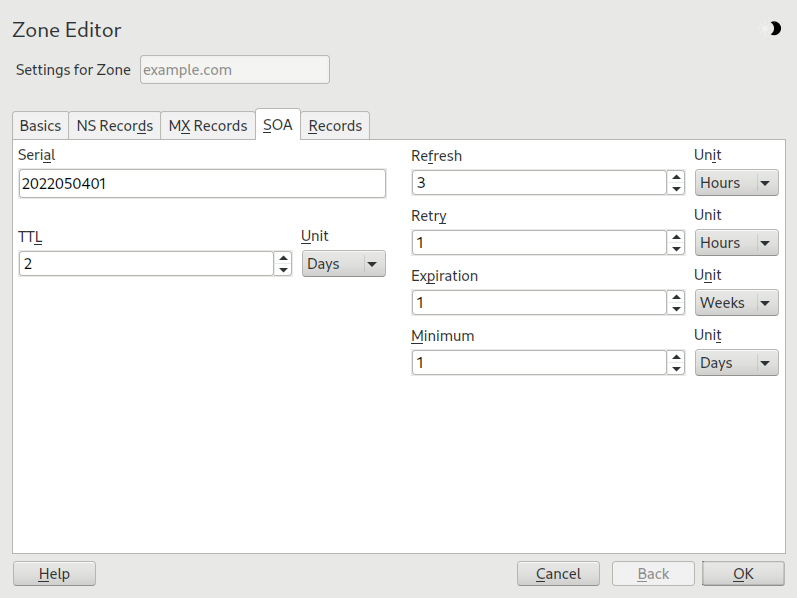 Zone Editor
Settings for Zone example.com
Basics NS Records MX Records SOA Records
Serial
2022050401
TTL Unit
2 Days
Refresh Unit
3 Hours
Retry Unit
1 Hours
Expiration Unit
1 Weeks
Minimum Unit
1 Days
Help Cancel Back OK